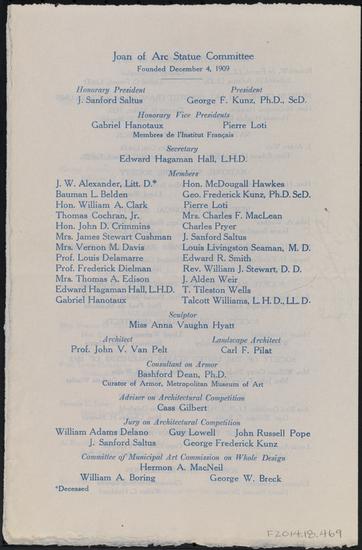 Joan of Arc Statue Committee
Founded December 4, 1909
Honorary President
J. Sanford Saltus
President
George F. Kunz, Ph.D., ScD.
Honorary Vice Presidents
Gabriel Hanotaux Pierre Loti
Membres de l'Institut Français
Secretary
Edward Hagaman Hall, L.H.D.
Members
J. W. Alexander, Litt. D.*
Bauman L. Belden
Hon. William A. Clark
Thomas Cochran, Jr.
Hon. John D. Crimmins
Mrs. James Stewart Cushman
Mrs. Vernon M. Davis
Prof. Louis Delamarre
Prof. Frederick Dielman
Mrs. Thomas A. Edison
Edward Hagaman Hall, L.H.D.
Gabriel Hanotaux
Hon. McDougall Hawkes
Geo. Frederick Kunz, Ph.D. ScD.
Pierre Loti
Mrs. Charles F. MacLean
Charles Pryer
J. Sanford Saltus
Louis Livingston Seaman, M. D.
Edward R. Smith
Rev. William J. Stewart, D. D.
J. Alden Weir
T. Tileston Wells
Talcott Williams, L. H. D., LL. D.
Sculptor
Miss Anna Vaughn Hyatt
Architect
Prof. John V. Van Pelt
Landscape Architect
Carl F. Pilat
Consultant on Armor
Bashford Dean, Ph.D.
Curator of Armor, Metropolitan Museum of Art
Adviser on Architectural Competition
Cass Gilbert
Jury on Architectural Competition
William Adams Delano Guy Lowell John Russell Pope
J. Sanford Saltus George Frederick Kunz
Committee of Municipal Art Commission on Whole Design
Hermon A. MacNeil
William A. Boring George W. Breck
*Deceased
F2014.18.469